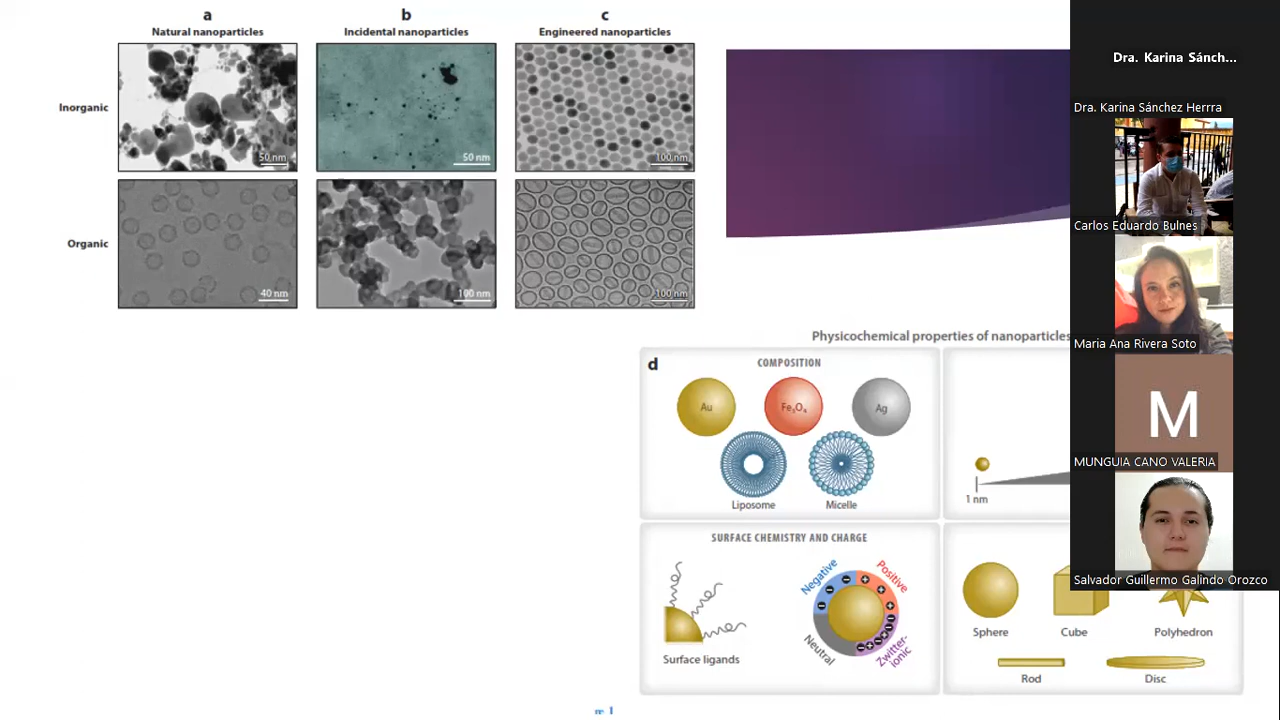 a
b
c
Natural nanoparticles
Incidental nanoparticles
Engineered nanoparticles
Inorganic
50 nm
50 nm
100 nm
Organic
40 nm
100 nm
100 nm
Physicochemical properties of nanoparticles
d
COMPOSITION
Au
Fe₃O₄
Ag
Liposome
Micelle
1 nm
SURFACE CHEMISTRY AND CHARGE
Surface ligands
Negative
Positive
Neutral
Zwitter-
ionic
Sphere
Cube
Polyhedron
Rod
Disc
Dra. Karina Sánch...
Dra. Karina Sánchez Herrra
Carlos Eduardo Bulnes
Maria Ana Rivera Soto
M
MUNGUIA CANO VALERIA
Salvador Guillermo Galindo Orozco